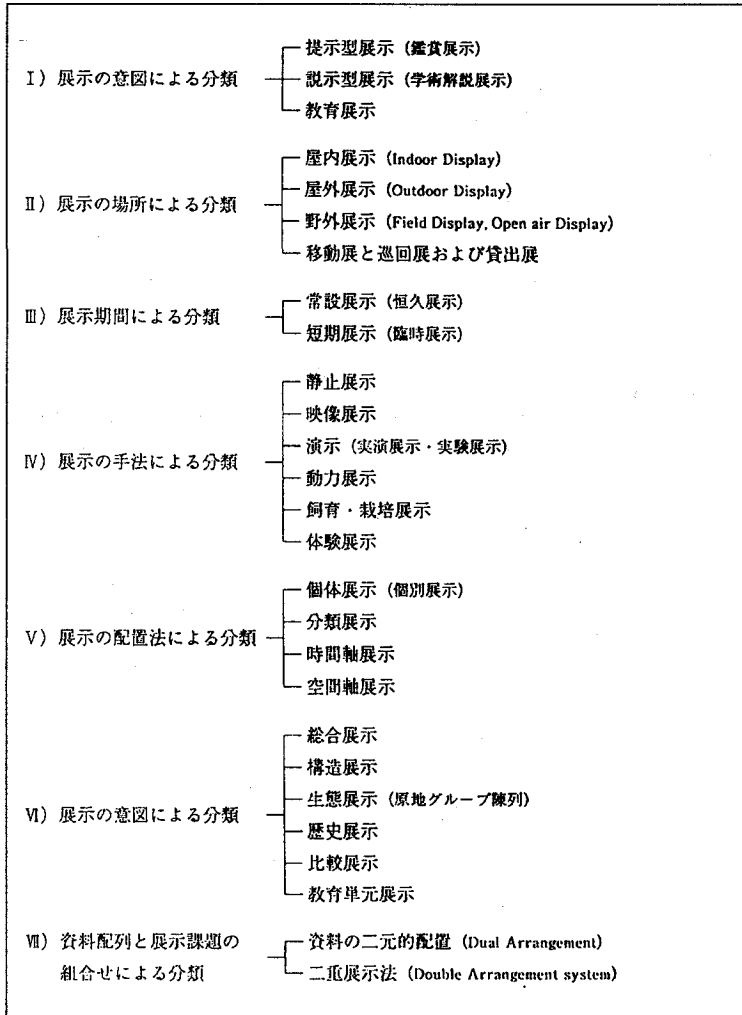 提示型展示 (鑑賞展示)
Ⅰ) 展示の意図による分類
説示型展示 (学術解説展示)
教育展示
屋内展示 (Indoor Display)
屋外展示 (Outdoor Display)
Ⅱ) 展示の場所による分類
野外展示 (Field Display, Open air Display)
移動展と巡回展および貸出展
Ⅲ) 展示期間による分類
常設展示 (恒久展示)
短期展示 (臨時展示)
静止展示
映像展示
演示 (実演展示・実験展示)
Ⅳ) 展示の手法による分類
動力展示
飼育・栽培展示
体験展示
個体展示 (個別展示)
分類展示
Ⅴ) 展示の配置法による分類
時間軸展示
空間軸展示
総合展示
構造展示
生態展示 (原地グループ陳列)
Ⅵ) 展示の意図による分類
歴史展示
比較展示
教育単元展示
Ⅶ) 資料配列と展示課題の
組合せによる分類
資料の二元的配置 (Dual Arrangement)
二重展示法 (Double Arrangement system)